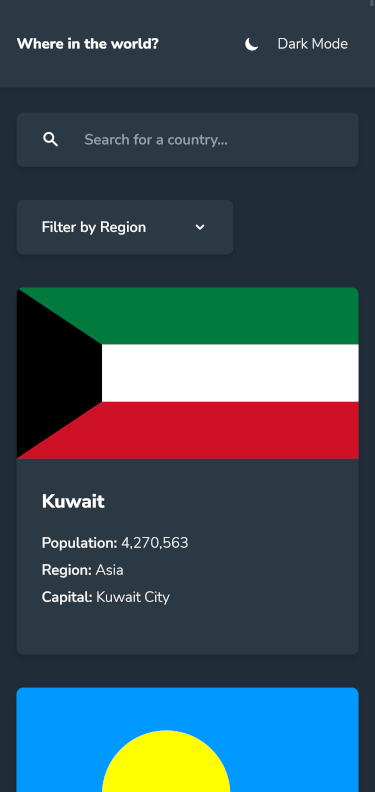 Where in the world?
Dark Mode
Search for a country...
Filter by Region
Kuwait
Population: 4,270,563
Region: Asia
Capital: Kuwait City